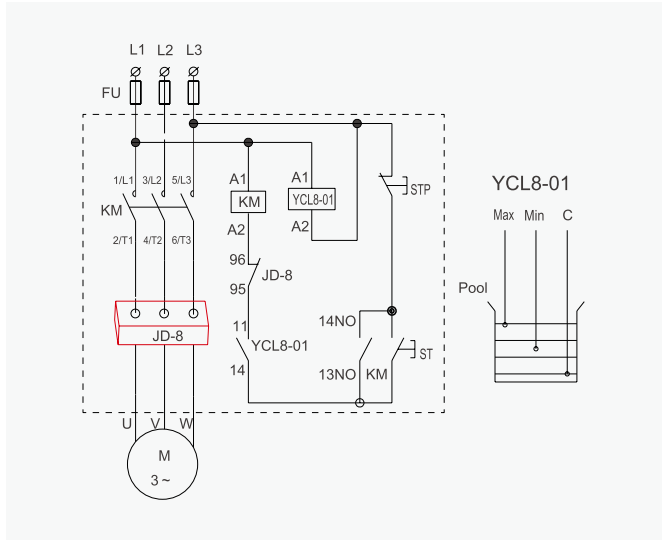 L1 L2 L3
FU
1/L1 3/L2 5/L3
KM
2/T1 4/T2 6/T3
A1
KM
A2
A1
YCL8-01
A2
STP
96
JD-8
95
11
YCL8-01
14
14NO
13NO KM
ST
JD-8
U V W
M
3 ~
YCL8-01
Max Min C
Pool